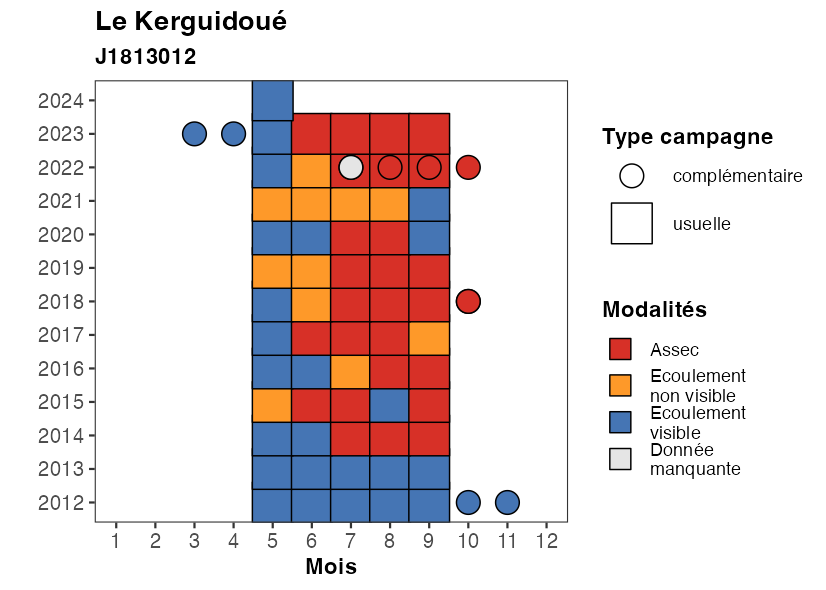 Le Kerguidoué
J1813012
2024
2023
2022
2021
2020
2019
2018
2017
2016
2015
2014
2013
2012
1 2 3 4 5 6 7 8 9 10 11 12
Mois
Type campagne
complémentaire
usuelle
Modalités
Assec
Ecoulement
non visible
Ecoulement
visible
Donnée
manquante